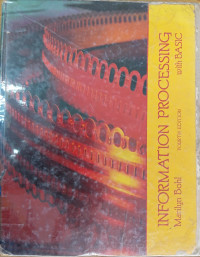 INFORMATION PROCESSING
with BASIC
FOURTH EDITION
Marilyn Bohl